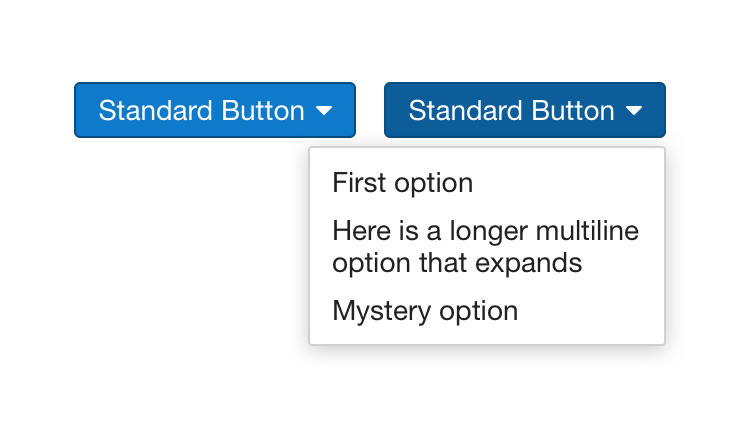 Standard Button
Standard Button
First option
Here is a longer multiline
option that expands
Mystery option